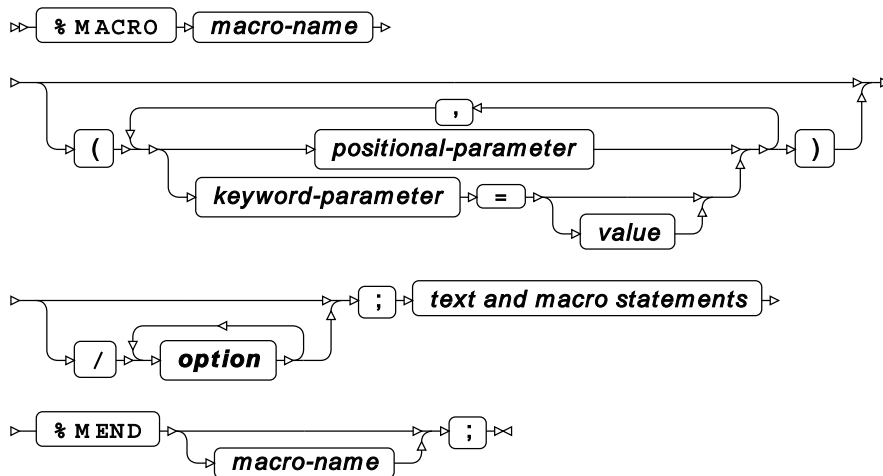 % MACRO macro-name
,
( positional-parameter )
keyword-parameter =
value
; text and macro statements
/ option
% MEND ;
macro-name